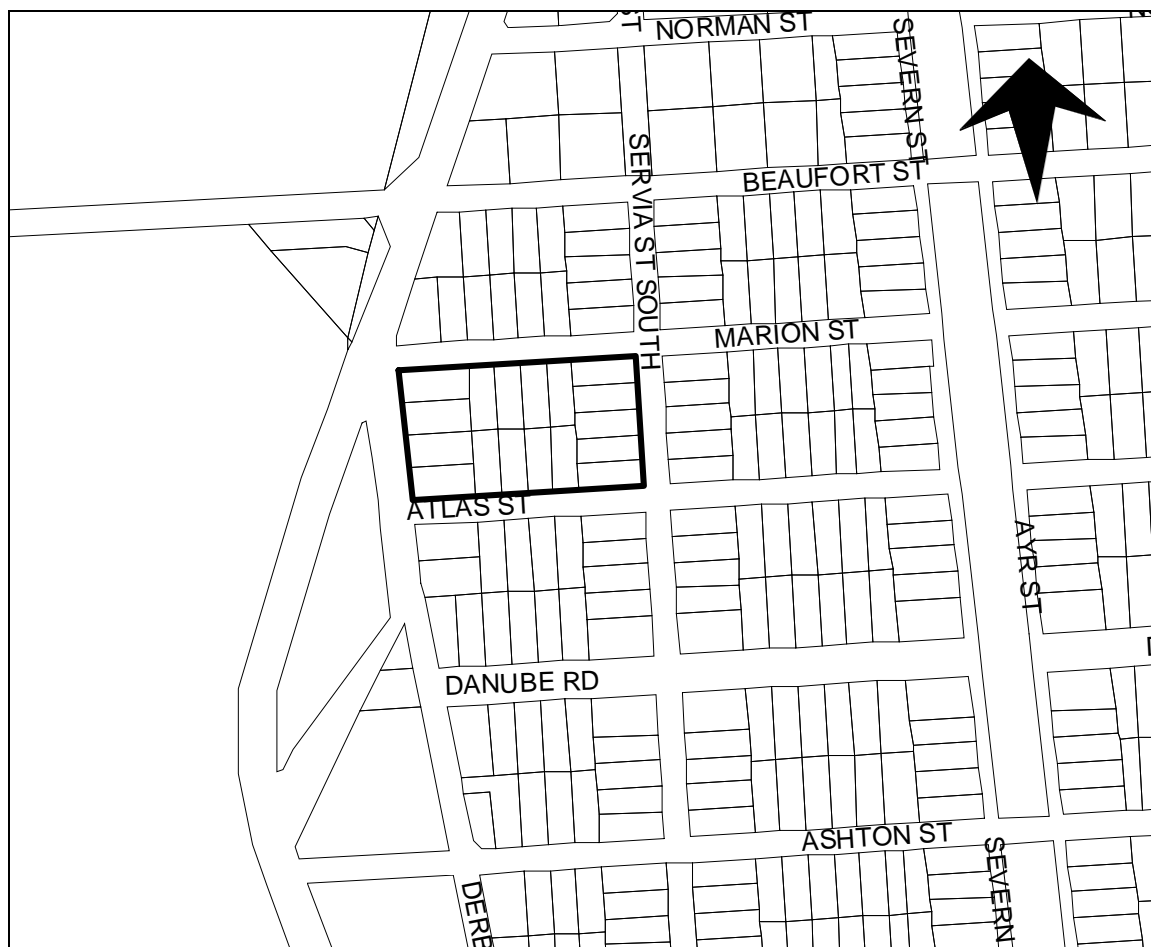 ST
NORMAN ST
SEVERN ST
BEAUFORT ST
SERVIA ST SOUTH
MARION ST
ATLAS ST
AYR ST
DANUBE RD
ASHTON ST
SEVERN